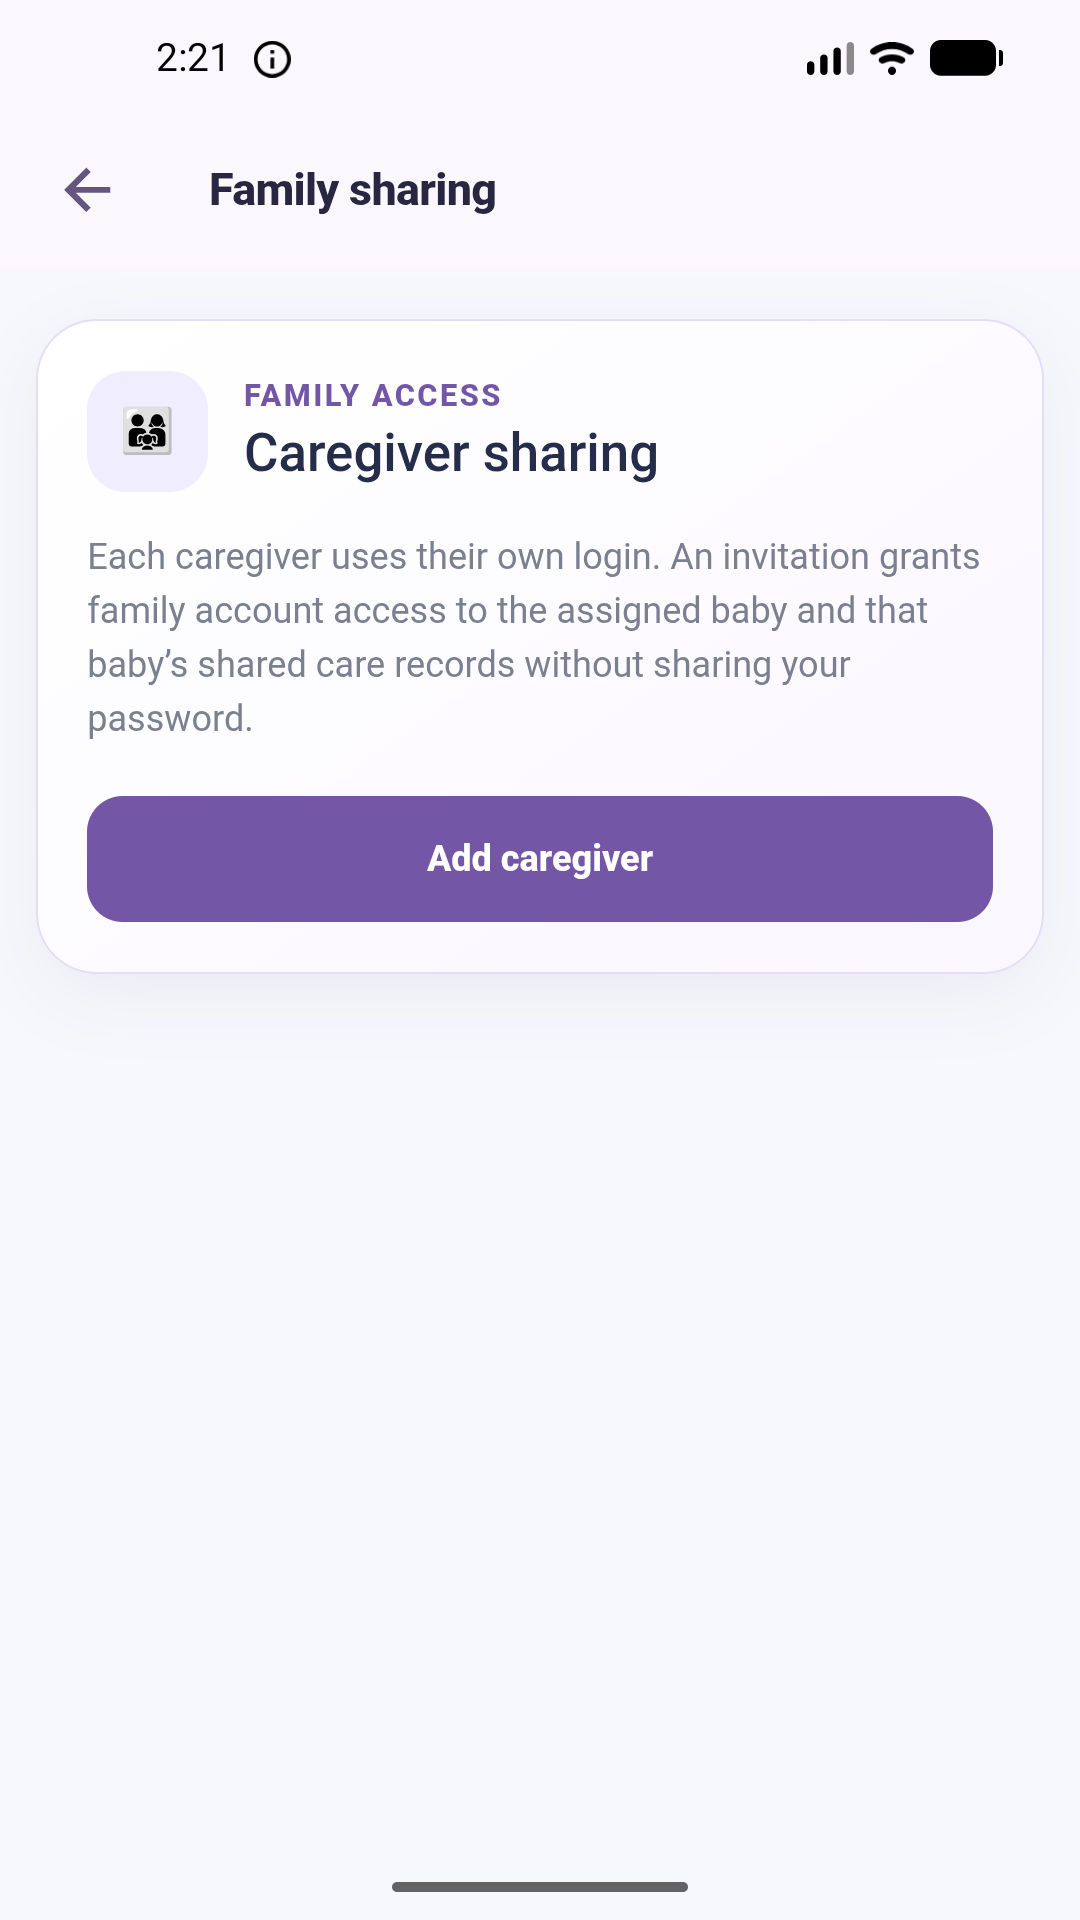 2:21
Family sharing
FAMILY ACCESS
Caregiver sharing
Each caregiver uses their own login. An invitation grants
family account access to the assigned baby and that
baby’s shared care records without sharing your
password.
Add caregiver